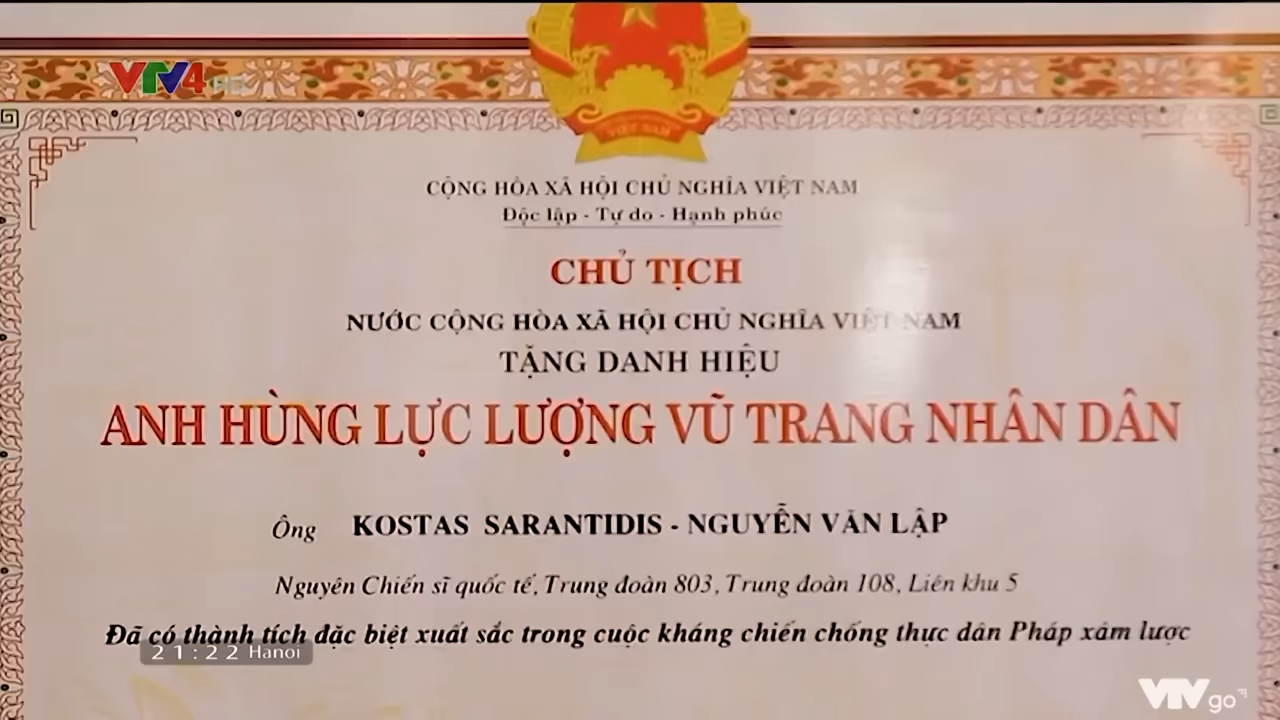 VTV4
VIỆT NAM
CỘNG HÒA XÃ HỘI CHỦ NGHĨA VIỆT NAM
Độc lập - Tự do - Hạnh phúc
CHỦ TỊCH
NƯỚC CỘNG HÒA XÃ HỘI CHỦ NGHĨA VIỆT NAM
TẶNG DANH HIỆU
ANH HÙNG LỰC LƯỢNG VŨ TRANG NHÂN DÂN
Ông KOSTAS SARANTIDIS - NGUYỄN VĂN LẬP
Nguyên Chiến sĩ quốc tế, Trung đoàn 803, Trung đoàn 108, Liên khu 5
Đã có thành tích đặc biệt xuất sắc trong cuộc kháng chiến chống thực dân Pháp xâm lược
21:22 Hanoi
VTV go